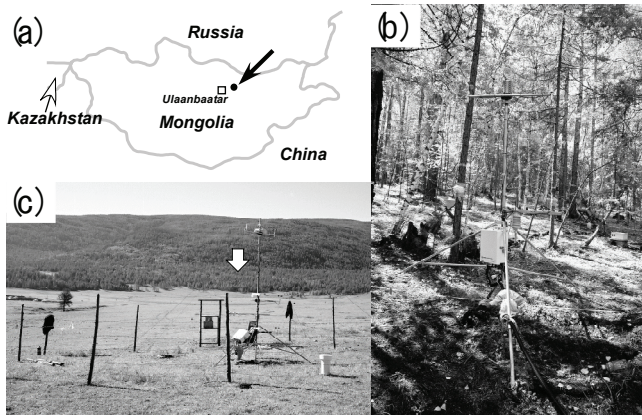 (a)
Russia
Ulaanbaatar
Kazakhstan
Mongolia
China
(b)
(c)